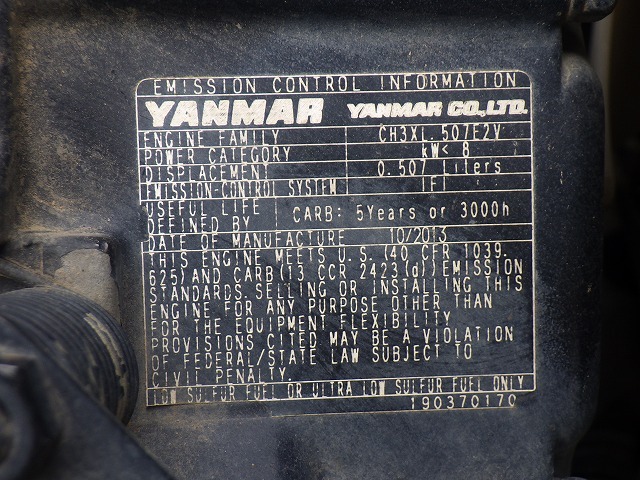 EMISSION CONTROL INFORMATION
YANMAR YANMAR CO.,LTD.
ENGINE FAMILY CH3XL.507E2V
POWER CATEGORY kW< 8
DISPLACEMENT 0.507 Liters
EMISSION-CONTROL SYSTEM IFI
USEFUL LIFE
DEFINED BY CARB: 5Years or 3000h
DATE OF MANUFACTURE 10/2013
THIS ENGINE MEETS U.S.(40 CFR 1039.
625)AND CARB(13 CCR 2423(d))EMISSION
STANDARDS. SELLING OR INSTALLING THIS
ENGINE FOR ANY PURPOSE OTHER THAN
FOR THE EQUIPMENT FLEXIBILITY
PROVISIONS CITED MAY BE A VIOLATION
OF FEDERAL/STATE LAW SUBJECT TO
CIVIL PENALTY.
LOW SULFUR FUEL OR ULTRA LOW SULFUR FUEL ONLY
190370170